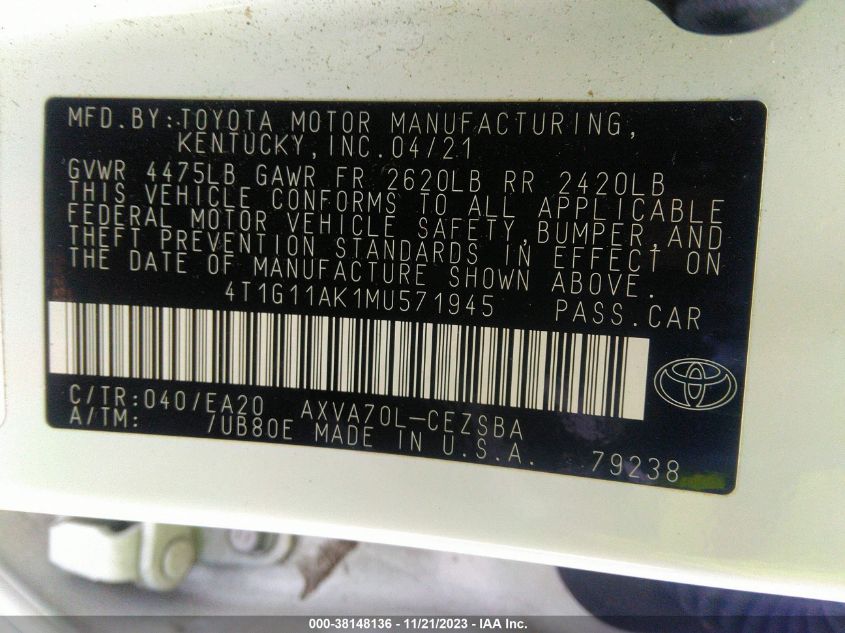 MFD.BY:TOYOTA MOTOR MANUFACTURING,
KENTUCKY,INC.04/21
GVWR 4475LB GAWR FR 2620LB RR 2420LB
THIS VEHICLE CONFORMS TO ALL APPLICABLE
FEDERAL MOTOR VEHICLE SAFETY,BUMPER,AND
THEFT PREVENTION STANDARDS IN EFFECT ON
THE DATE OF MANUFACTURE SHOWN ABOVE.
4T1G11AK1MU571945 PASS.CAR
C/TR:040/EA20 AXVA70L-CEZSBA
A/TM: /UB80E MADE IN U.S.A. 79238
000-38148136 - 11/21/2023 - IAA Inc.